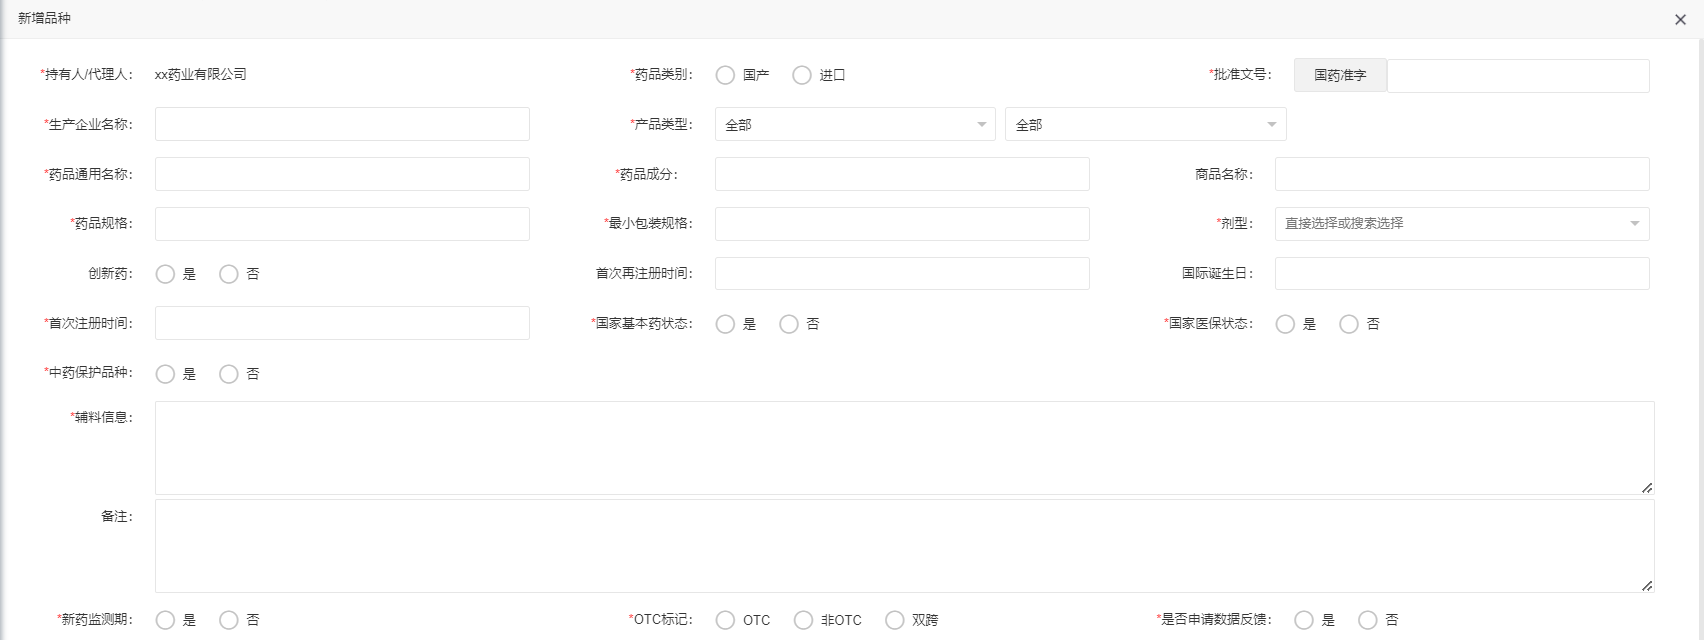 新增品种
*持有人/代理人: xx药业有限公司 *药品类别: 国产 进口 *批准文号: 国药准字
*生产企业名称: *产品类型: 全部 全部
*药品通用名称: *药品成分: 商品名称:
*药品规格: *最小包装规格: *剂型: 直接选择或搜索选择
创新药: 是 否 首次再注册时间: 国际诞生日:
*首次注册时间: *国家基本药状态: 是 否 *国家医保状态: 是 否
*中药保护品种: 是 否
*辅料信息:
备注:
*新药监测期: 是 否 *OTC标记: OTC 非OTC 双跨 *是否申请数据反馈: 是 否